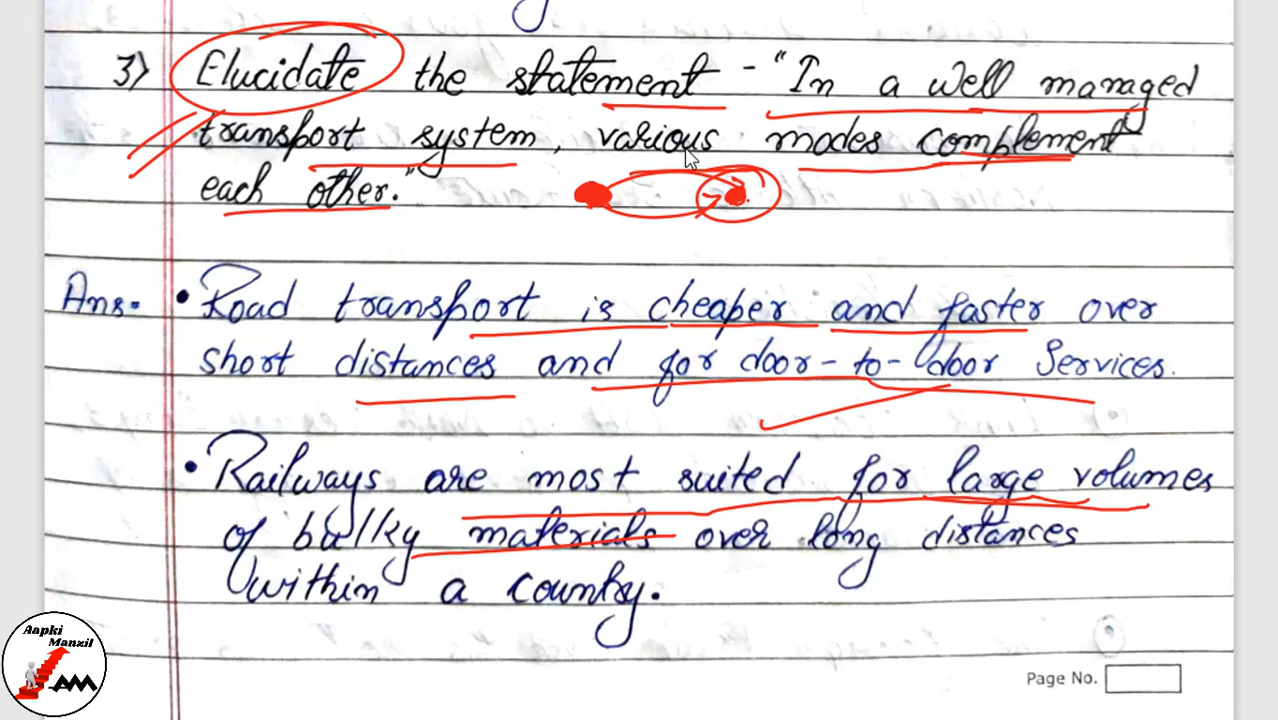 3) Elucidate the statement - "In a well managed
transport system, various modes complement
each other."
Ans- • Road transport is cheaper and faster over
short distances and for door-to-door Services.
• Railways are most suited for large volumes
of bulky materials over long distances
within a country.
Aapki
Manzil
AM
Page No.